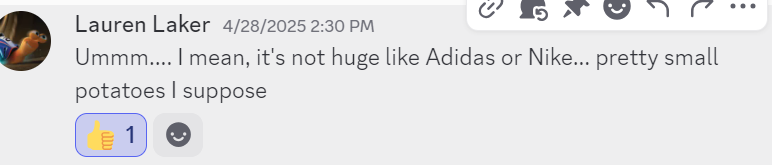 Lauren Laker 4/28/2025 2:30 PM
Ummm.... I mean, it's not huge like Adidas or Nike... pretty small
potatoes I suppose
1